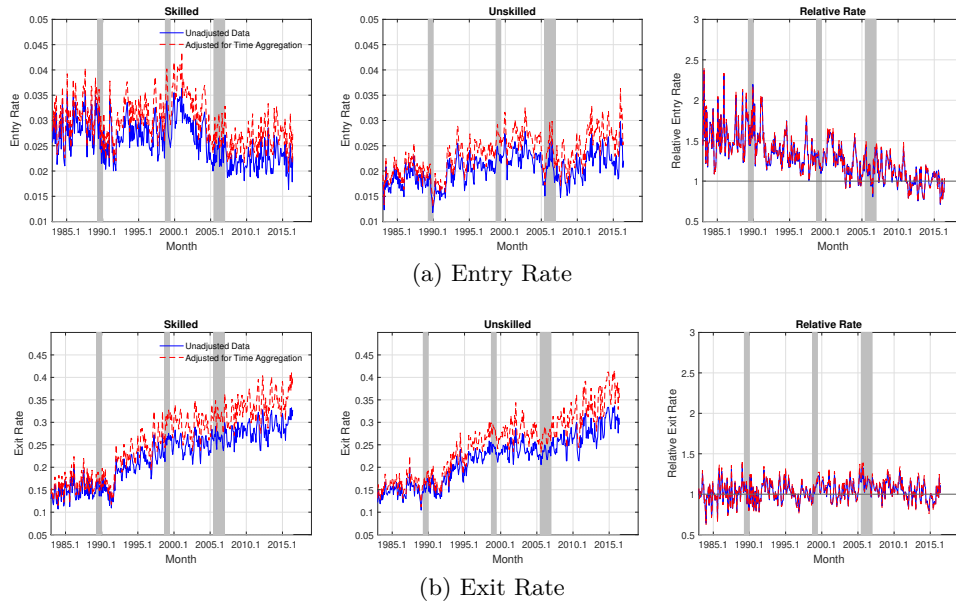 Skilled
Unskilled
Relative Rate
0.05
0.045
0.04
0.035
0.03
0.025
0.02
0.015
0.01
Entry Rate
Unadjusted Data
Adjusted for Time Aggregation
1985.1 1990.1 1995.1 2000.1 2005.1 2010.1 2015.1
Month
0.05
0.045
0.04
0.035
0.03
0.025
0.02
0.015
0.01
Entry Rate
1985.1 1990.1 1995.1 2000.1 2005.1 2010.1 2015.1
Month
3
2.5
2
1.5
1
0.5
Relative Entry Rate
1985.1 1990.1 1995.1 2000.1 2005.1 2010.1 2015.1
Month
(a) Entry Rate
Skilled
Unskilled
Relative Rate
0.45
0.4
0.35
0.3
0.25
0.2
0.15
0.1
0.05
Exit Rate
Unadjusted Data
Adjusted for Time Aggregation
1985.1 1990.1 1995.1 2000.1 2005.1 2010.1 2015.1
Month
0.45
0.4
0.35
0.3
0.25
0.2
0.15
0.1
0.05
Exit Rate
1985.1 1990.1 1995.1 2000.1 2005.1 2010.1 2015.1
Month
3
2.5
2
1.5
1
0.5
Relative Exit Rate
1985.1 1990.1 1995.1 2000.1 2005.1 2010.1 2015.1
Month
(b) Exit Rate